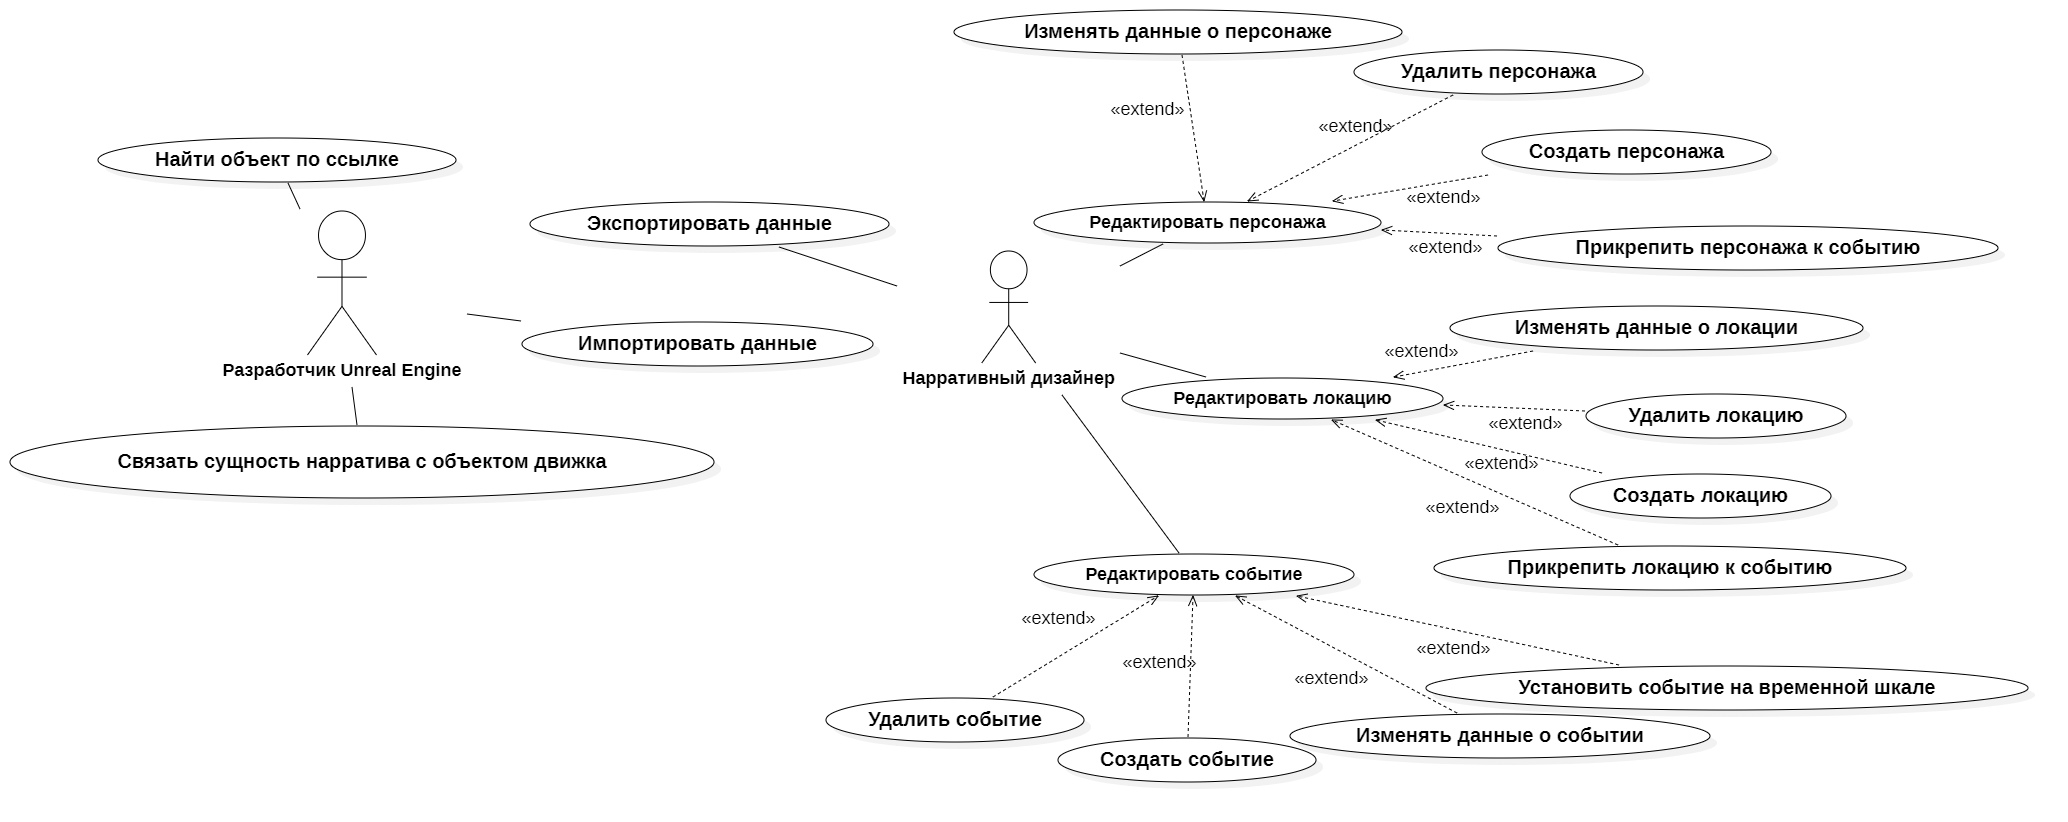 Изменять данные о персонаже
Удалить персонажа
«extend»
«extend»
Создать персонажа
Найти объект по ссылке
«extend»
Экспортировать данные
Редактировать персонажа
«extend»
Прикрепить персонажа к событию
Изменять данные о локации
Импортировать данные
«extend»
Разработчик Unreal Engine
Нарративный дизайнер
Редактировать локацию
Удалить локацию
«extend»
Связать сущность нарратива с объектом движка
«extend»
Создать локацию
«extend»
Прикрепить локацию к событию
Редактировать событие
«extend»
«extend»
«extend»
«extend»
Установить событие на временной шкале
Удалить событие
Изменять данные о событии
Создать событие